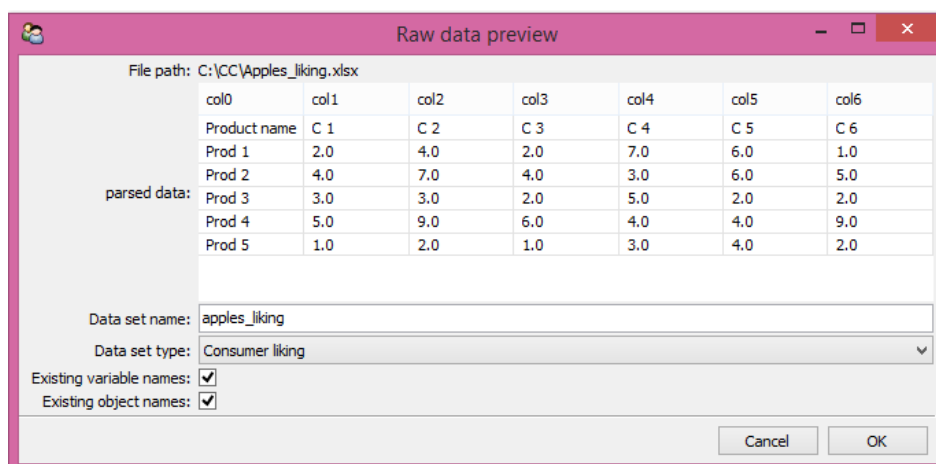 Raw data preview
File path: C:\CC\Apples_liking.xlsx
col0 col1 col2 col3 col4 col5 col6
Product name C 1 C 2 C 3 C 4 C 5 C 6
Prod 1 2.0 4.0 2.0 7.0 6.0 1.0
Prod 2 4.0 7.0 4.0 3.0 6.0 5.0
parsed data:
Prod 3 3.0 3.0 2.0 5.0 2.0 2.0
Prod 4 5.0 9.0 6.0 4.0 4.0 9.0
Prod 5 1.0 2.0 1.0 3.0 4.0 2.0
Data set name: apples_liking
Data set type: Consumer liking
Existing variable names:
Existing object names:
Cancel OK